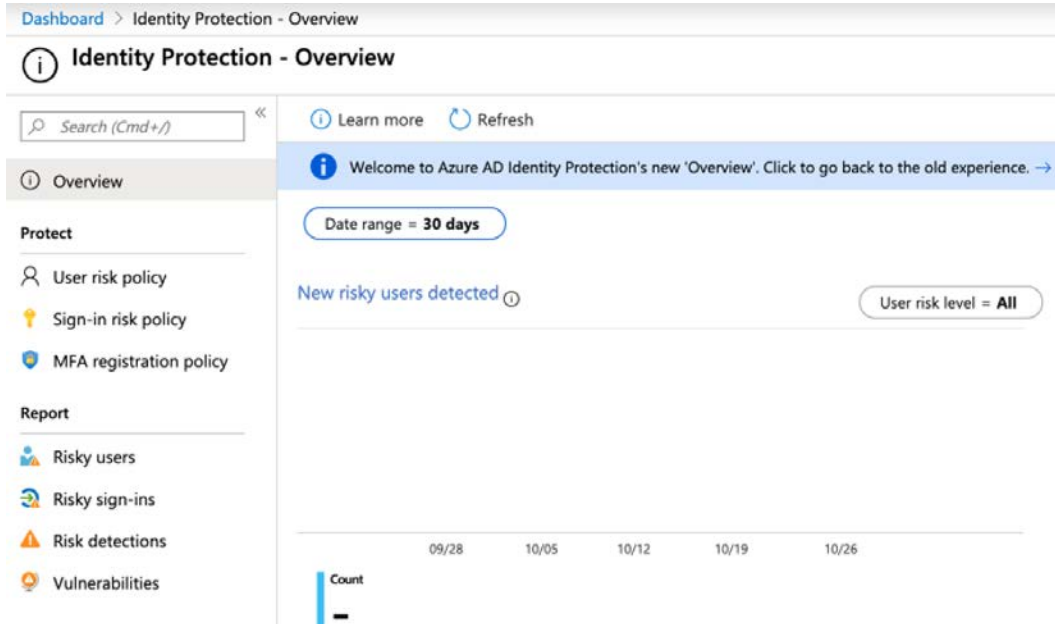 Dashboard > Identity Protection - Overview
Identity Protection - Overview
Search (Cmd+/)
Overview
Protect
User risk policy
Sign-in risk policy
MFA registration policy
Report
Risky users
Risky sign-ins
Risk detections
Vulnerabilities
Learn more Refresh
Welcome to Azure AD Identity Protection's new 'Overview'. Click to go back to the old experience. →
Date range = 30 days
New risky users detected
User risk level = All
09/28 10/05 10/12 10/19 10/26
Count
--